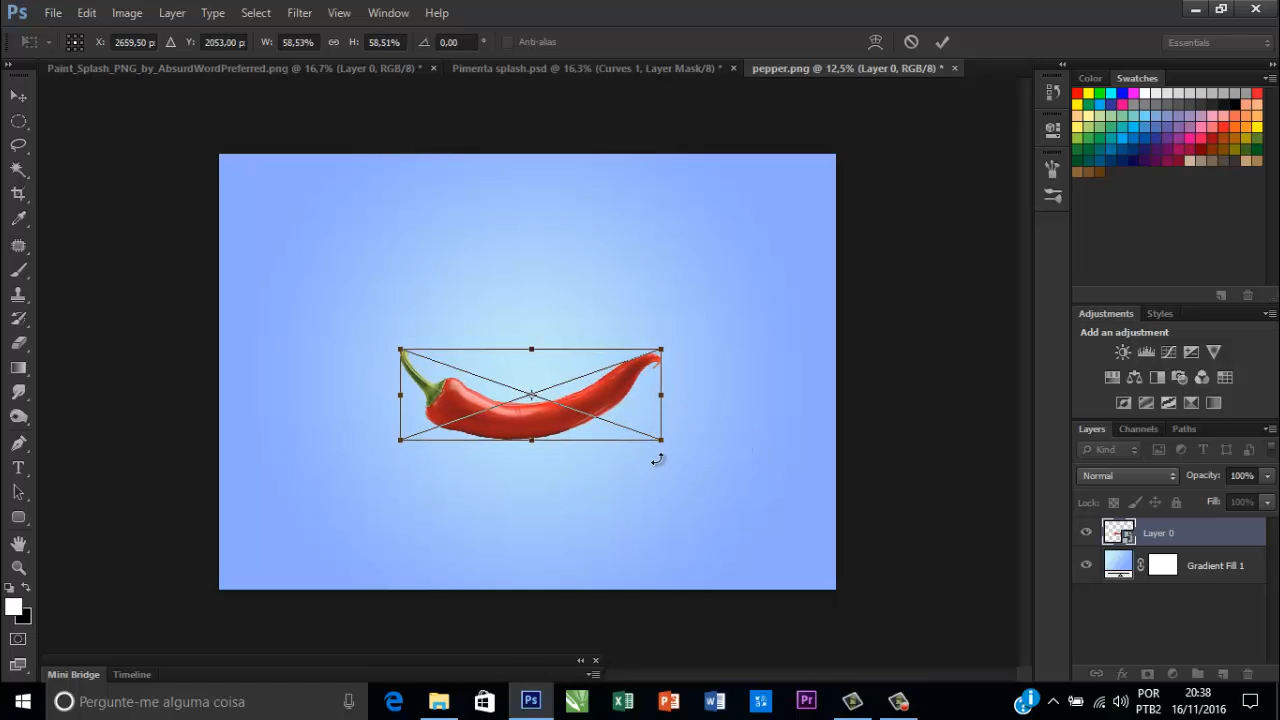 Ps File Edit Image Layer Type Select Filter View Window Help
X: 2659,50 p Y: 2053,00 p W: 58,53% H: 58,51% 0,00 ° Anti-alias Essentials
Paint_Splash_PNG_by_AbsurdWordPreferred.png @ 16,7% (Layer 0, RGB/8) * × Pimenta splash.psd @ 16,3% (Curves 1, Layer Mask/8) * × pepper.png @ 12,5% (Layer 0, RGB/8) * ×
Color Swatches
Adjustments Styles
Add an adjustment
Layers Channels Paths
Kind
Normal Opacity: 100%
Lock: Fill: 100%
Layer 0
Gradient Fill 1
Mini Bridge Timeline
Pergunte-me alguma coisa
POR
PTB2
20:38
16/11/2016